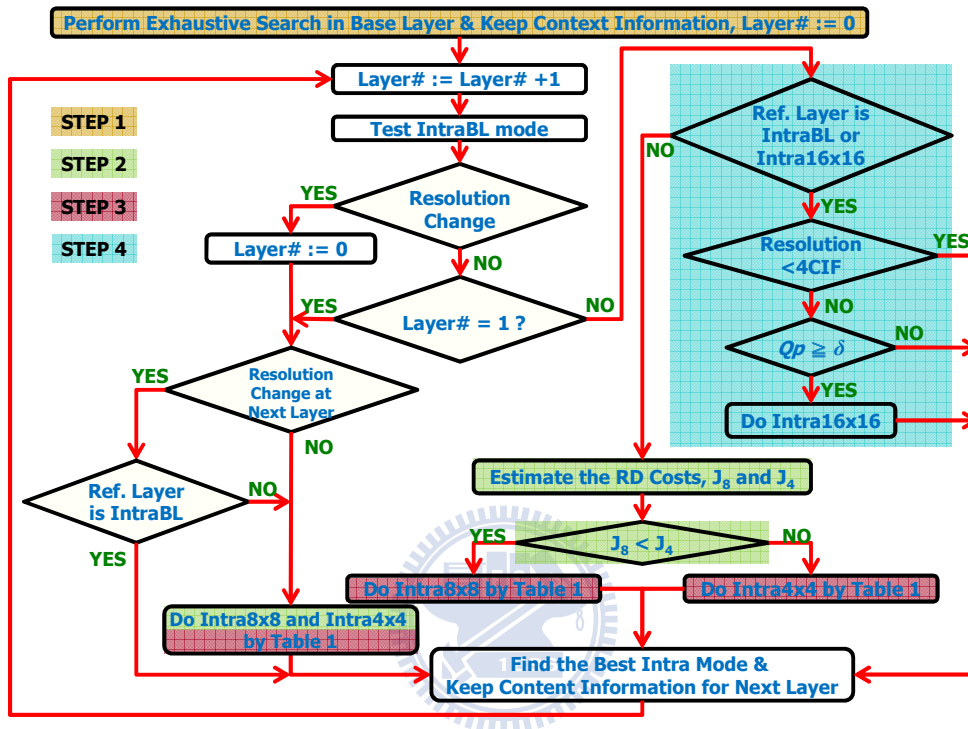 Perform Exhaustive Search in Base Layer & Keep Context Information, Layer# := 0
Layer# := Layer# +1
Test IntraBL mode
STEP 1
STEP 2
STEP 3
STEP 4
Resolution
Change
YES
NO
Layer# := 0
Layer# = 1 ?
YES
NO
Resolution
Change at
Next Layer
YES
NO
Ref. Layer
is IntraBL
NO
YES
Do Intra8x8 and Intra4x4
by Table 1
Ref. Layer is
IntraBL or
Intra16x16
NO
YES
Resolution
<4CIF
YES
NO
Qp ≧ δ
NO
YES
Do Intra16x16
Estimate the RD Costs, J₈ and J₄
J₈ < J₄
YES
NO
Do Intra8x8 by Table 1
Do Intra4x4 by Table 1
Find the Best Intra Mode &
Keep Content Information for Next Layer